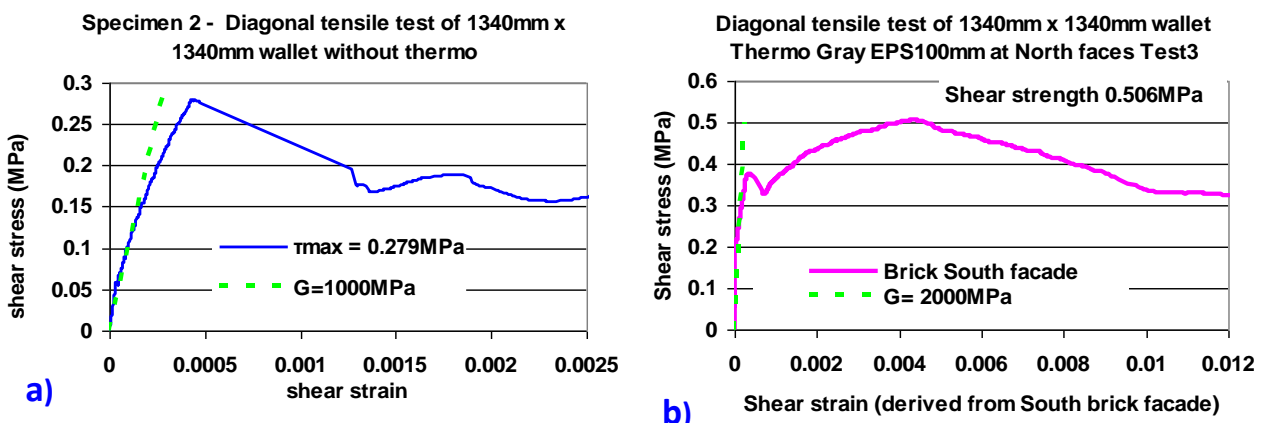 Specimen 2 - Diagonal tensile test of 1340mm x
1340mm wallet without thermo
shear stress (MPa)
0.3
0.25
0.2
0.15
0.1
0.05
0
τmax = 0.279MPa
G=1000MPa
0 0.0005 0.001 0.0015 0.002 0.0025
shear strain
a)
Diagonal tensile test of 1340mm x 1340mm wallet
Thermo Gray EPS100mm at North faces Test3
Shear stress (MPa)
0.6
0.5
0.4
0.3
0.2
0.1
0
Shear strength 0.506MPa
Brick South facade
G= 2000MPa
0 0.002 0.004 0.006 0.008 0.01 0.012
Shear strain (derived from South brick facade)
b)